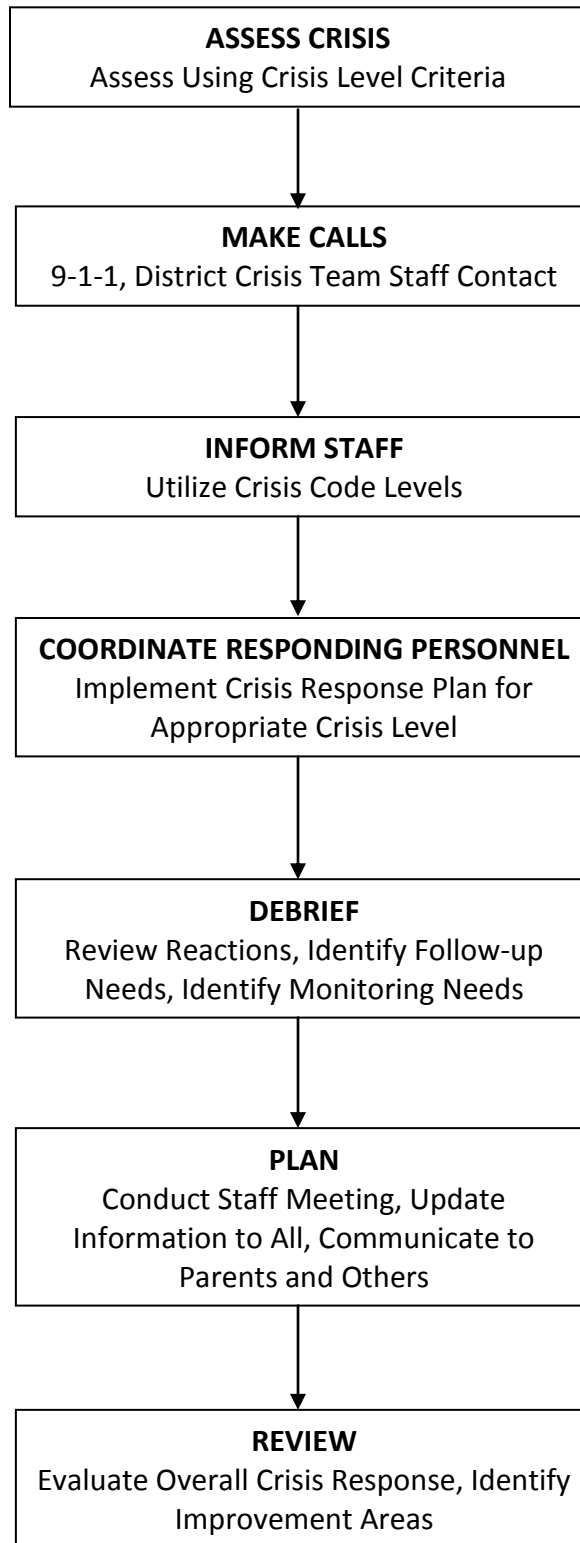 ASSESS CRISIS
Assess Using Crisis Level Criteria
MAKE CALLS
9-1-1, District Crisis Team Staff Contact
INFORM STAFF
Utilize Crisis Code Levels
COORDINATE RESPONDING PERSONNEL
Implement Crisis Response Plan for
Appropriate Crisis Level
DEBRIEF
Review Reactions, Identify Follow-up
Needs, Identify Monitoring Needs
PLAN
Conduct Staff Meeting, Update
Information to All, Communicate to
Parents and Others
REVIEW
Evaluate Overall Crisis Response, Identify
Improvement Areas